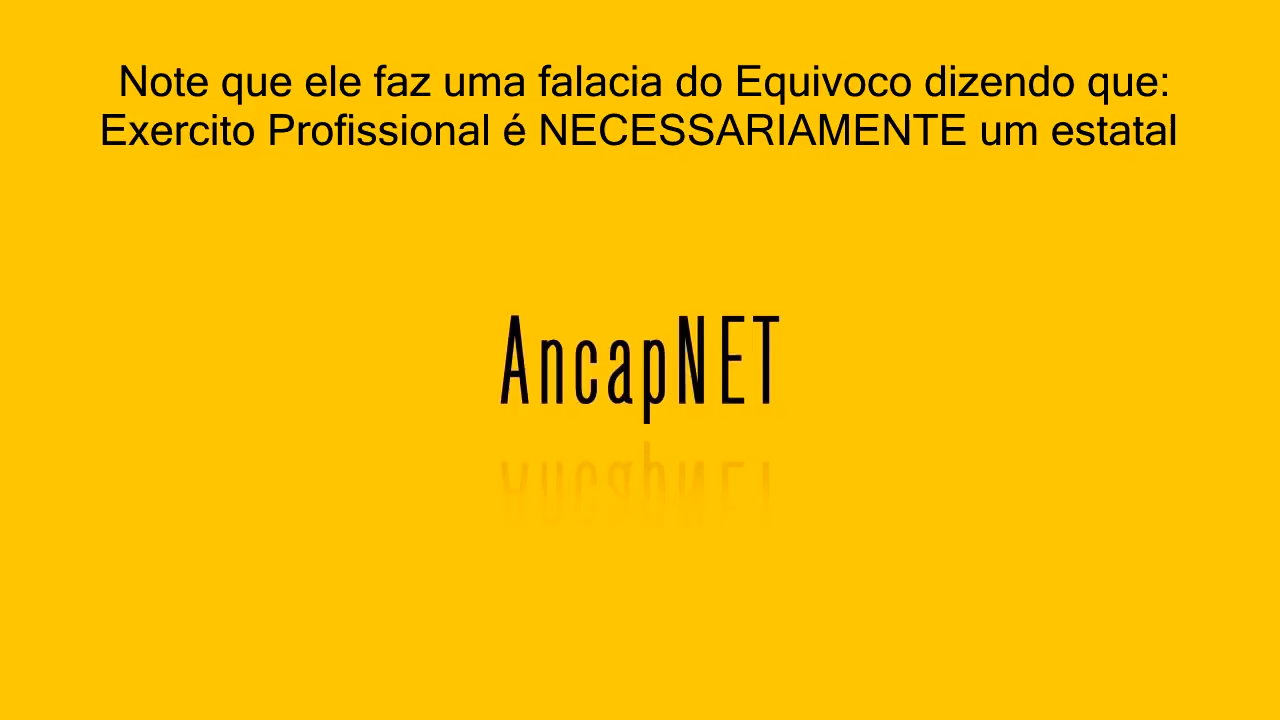 Note que ele faz uma falacia do Equivoco dizendo que:
Exercito Profissional é NECESSARIAMENTE um estatal
AncapNET